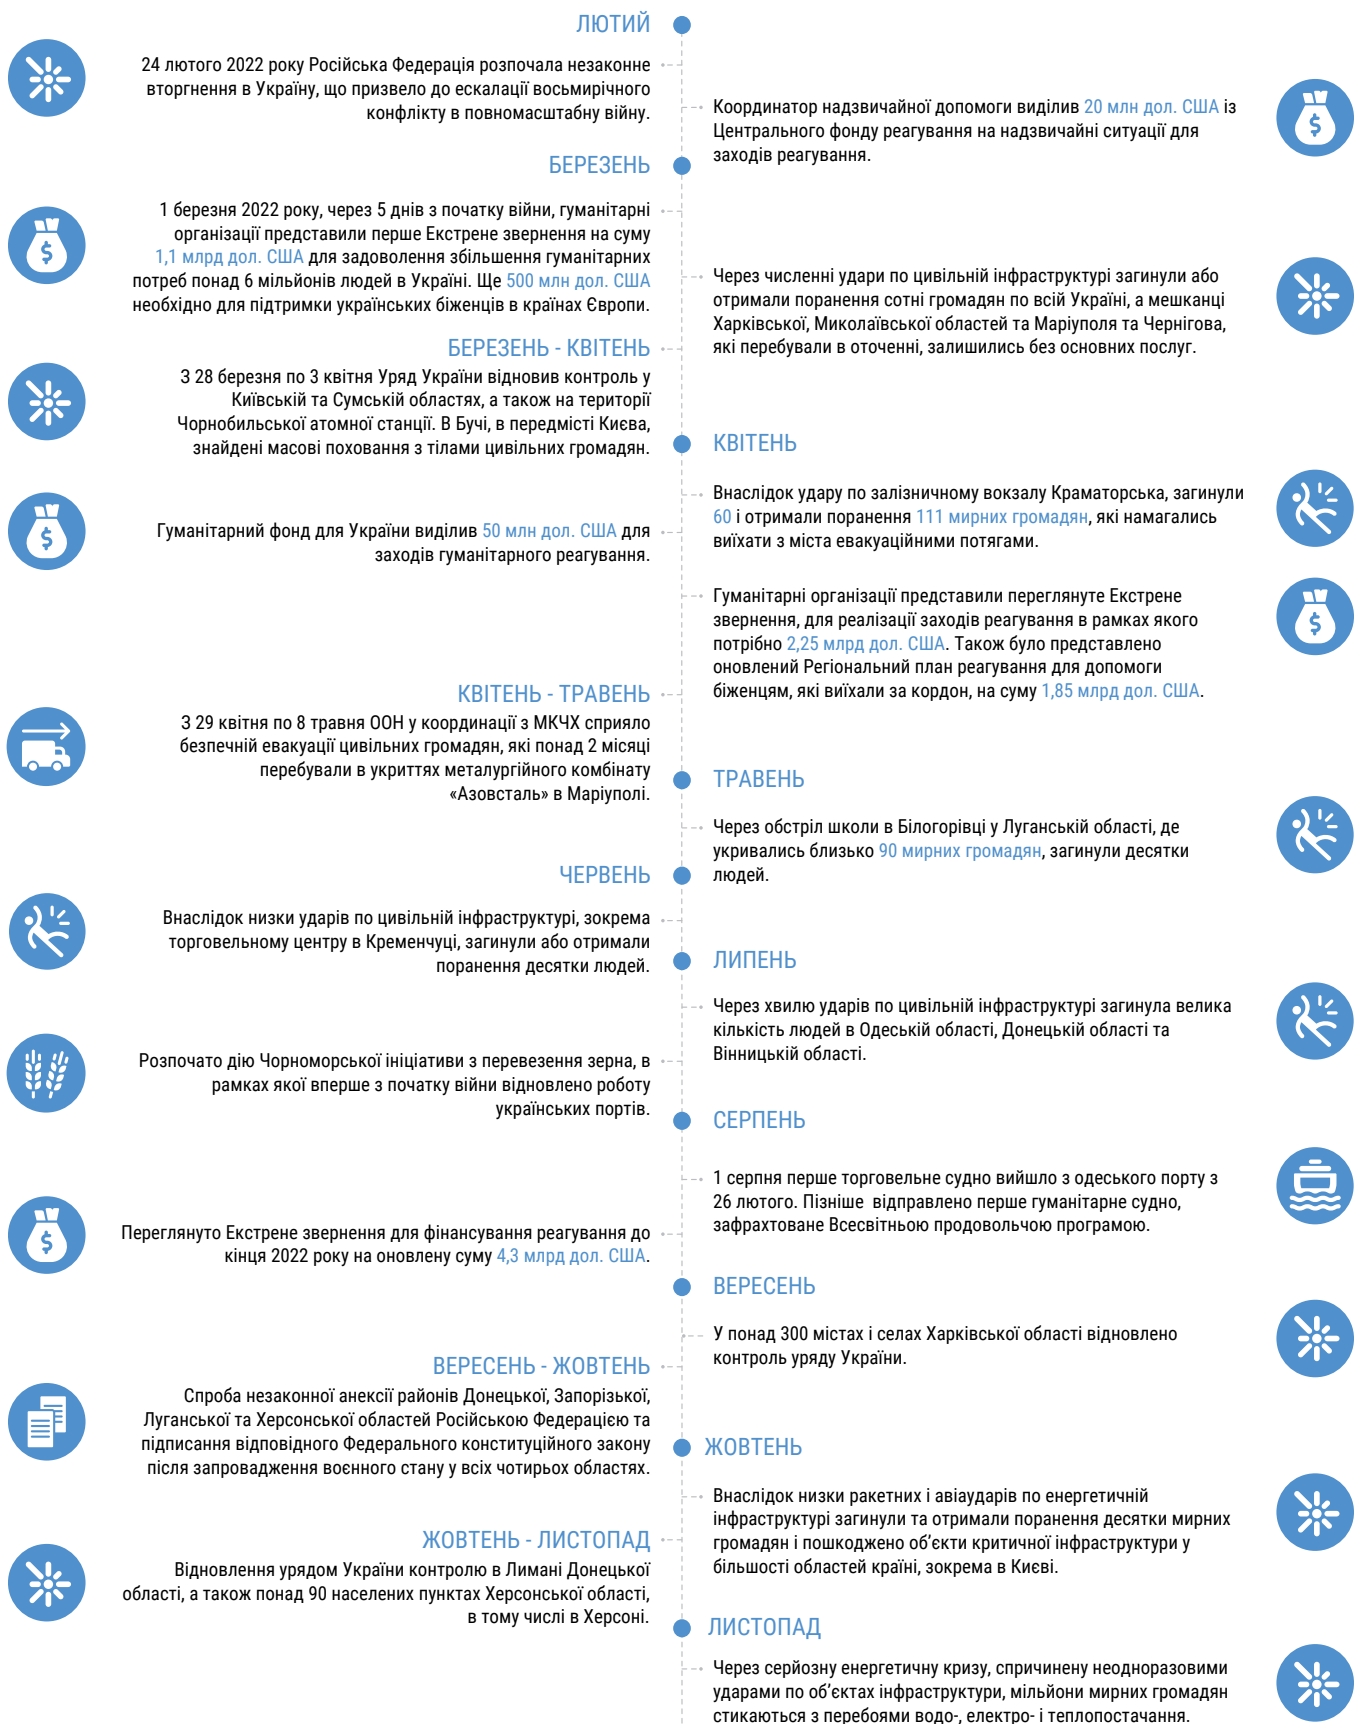 ЛЮТИЙ
24 лютого 2022 року Російська Федерація розпочала незаконне
вторгнення в Україну, що призвело до ескалації восьмирічного
конфлікту в повномасштабну війну.
Координатор надзвичайної допомоги виділив 20 млн дол. США із
Центрального фонду реагування на надзвичайні ситуації для
заходів реагування.
БЕРЕЗЕНЬ
1 березня 2022 року, через 5 днів з початку війни, гуманітарні
організації представили перше Екстрене звернення на суму
1,1 млрд дол. США для задоволення збільшення гуманітарних
потреб понад 6 мільйонів людей в Україні. Ще 500 млн дол. США
необхідно для підтримки українських біженців в країнах Європи.
Через численні удари по цивільній інфраструктурі загинули або
отримали поранення сотні громадян по всій Україні, а мешканці
Харківської, Миколаївської областей та Маріуполя та Чернігова,
які перебували в оточенні, залишились без основних послуг.
БЕРЕЗЕНЬ - КВІТЕНЬ
З 28 березня по 3 квітня Уряд України відновив контроль у
Київській та Сумській областях, а також на території
Чорнобильської атомної станції. В Бучі, в передмісті Києва,
знайдені масові поховання з тілами цивільних громадян.
КВІТЕНЬ
Внаслідок удару по залізничному вокзалу Краматорська, загинули
60 і отримали поранення 111 мирних громадян, які намагались
виїхати з міста евакуаційними потягами.
Гуманітарний фонд для України виділив 50 млн дол. США для
заходів гуманітарного реагування.
Гуманітарні організації представили переглянуте Екстрене
звернення, для реалізації заходів реагування в рамках якого
потрібно 2,25 млрд дол. США. Також було представлено
оновлений Регіональний план реагування для допомоги
біженцям, які виїхали за кордон, на суму 1,85 млрд дол. США.
КВІТЕНЬ - ТРАВЕНЬ
З 29 квітня по 8 травня ООН у координації з МКЧХ сприяло
безпечній евакуації цивільних громадян, які понад 2 місяці
перебували в укриттях металургійного комбінату
«Азовсталь» в Маріуполі.
ТРАВЕНЬ
Через обстріл школи в Білогорівці у Луганській області, де
укривались близько 90 мирних громадян, загинули десятки
людей.
ЧЕРВЕНЬ
Внаслідок низки ударів по цивільній інфраструктурі, зокрема
торговельному центру в Кременчуці, загинули або отримали
поранення десятки людей.
ЛИПЕНЬ
Через хвилю ударів по цивільній інфраструктурі загинула велика
кількість людей в Одеській області, Донецькій області та
Вінницькій області.
Розпочато дію Чорноморської ініціативи з перевезення зерна, в
рамках якої вперше з початку війни відновлено роботу
українських портів.
СЕРПЕНЬ
1 серпня перше торговельне судно вийшло з одеського порту з
26 лютого. Пізніше  відправлено перше гуманітарне судно,
зафрахтоване Всесвітньою продовольчою програмою.
Переглянуто Екстрене звернення для фінансування реагування до
кінця 2022 року на оновлену суму 4,3 млрд дол. США.
ВЕРЕСЕНЬ
У понад 300 містах і селах Харківської області відновлено
контроль уряду України.
ВЕРЕСЕНЬ - ЖОВТЕНЬ
Спроба незаконної анексії районів Донецької, Запорізької,
Луганської та Херсонської областей Російською Федерацією та
підписання відповідного Федерального конституційного закону
після запровадження воєнного стану у всіх чотирьох областях.
ЖОВТЕНЬ
Внаслідок низки ракетних і авіаударів по енергетичній
інфраструктурі загинули та отримали поранення десятки мирних
громадян і пошкоджено об’єкти критичної інфраструктури у
більшості областей країні, зокрема в Києві.
ЖОВТЕНЬ - ЛИСТОПАД
Відновлення урядом України контролю в Лимані Донецької
області, а також понад 90 населених пунктах Херсонської області,
в тому числі в Херсоні.
ЛИСТОПАД
Через серйозну енергетичну кризу, спричинену неодноразовими
ударами по об’єктах інфраструктури, мільйони мирних громадян
стикаються з перебоями водо-, електро- і теплопостачання.